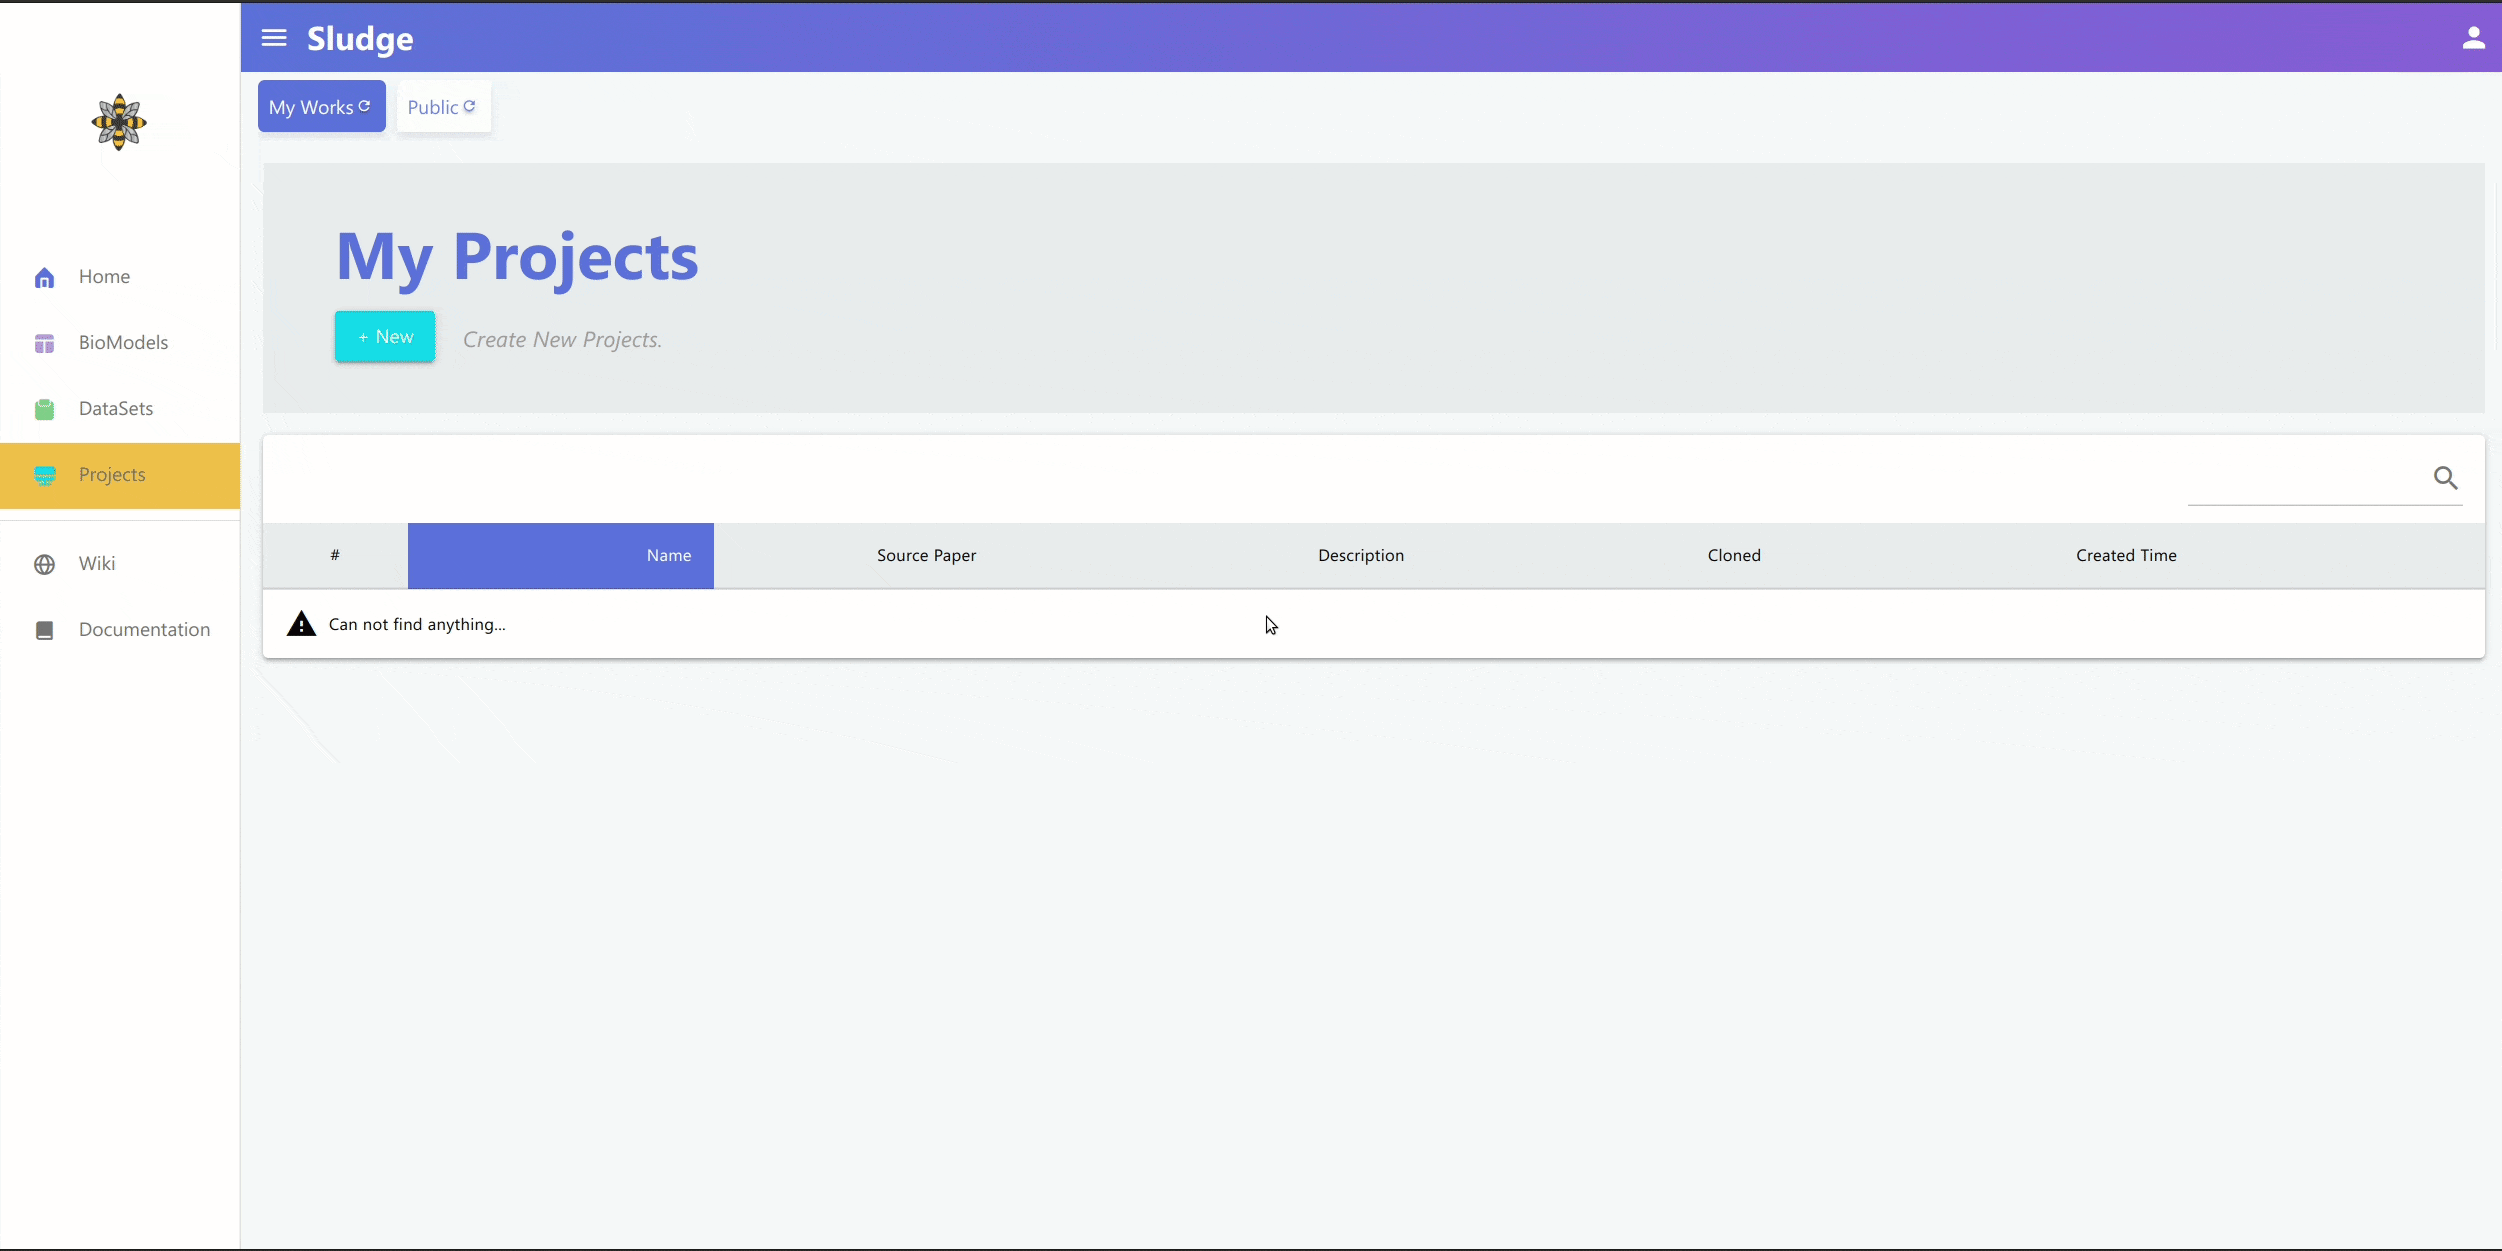 Sludge
My Works
Public
Home
BioModels
DataSets
Projects
Wiki
Documentation
My Projects
+ New
Create New Projects.
# Name Source Paper Description Cloned Created Time
Can not find anything...